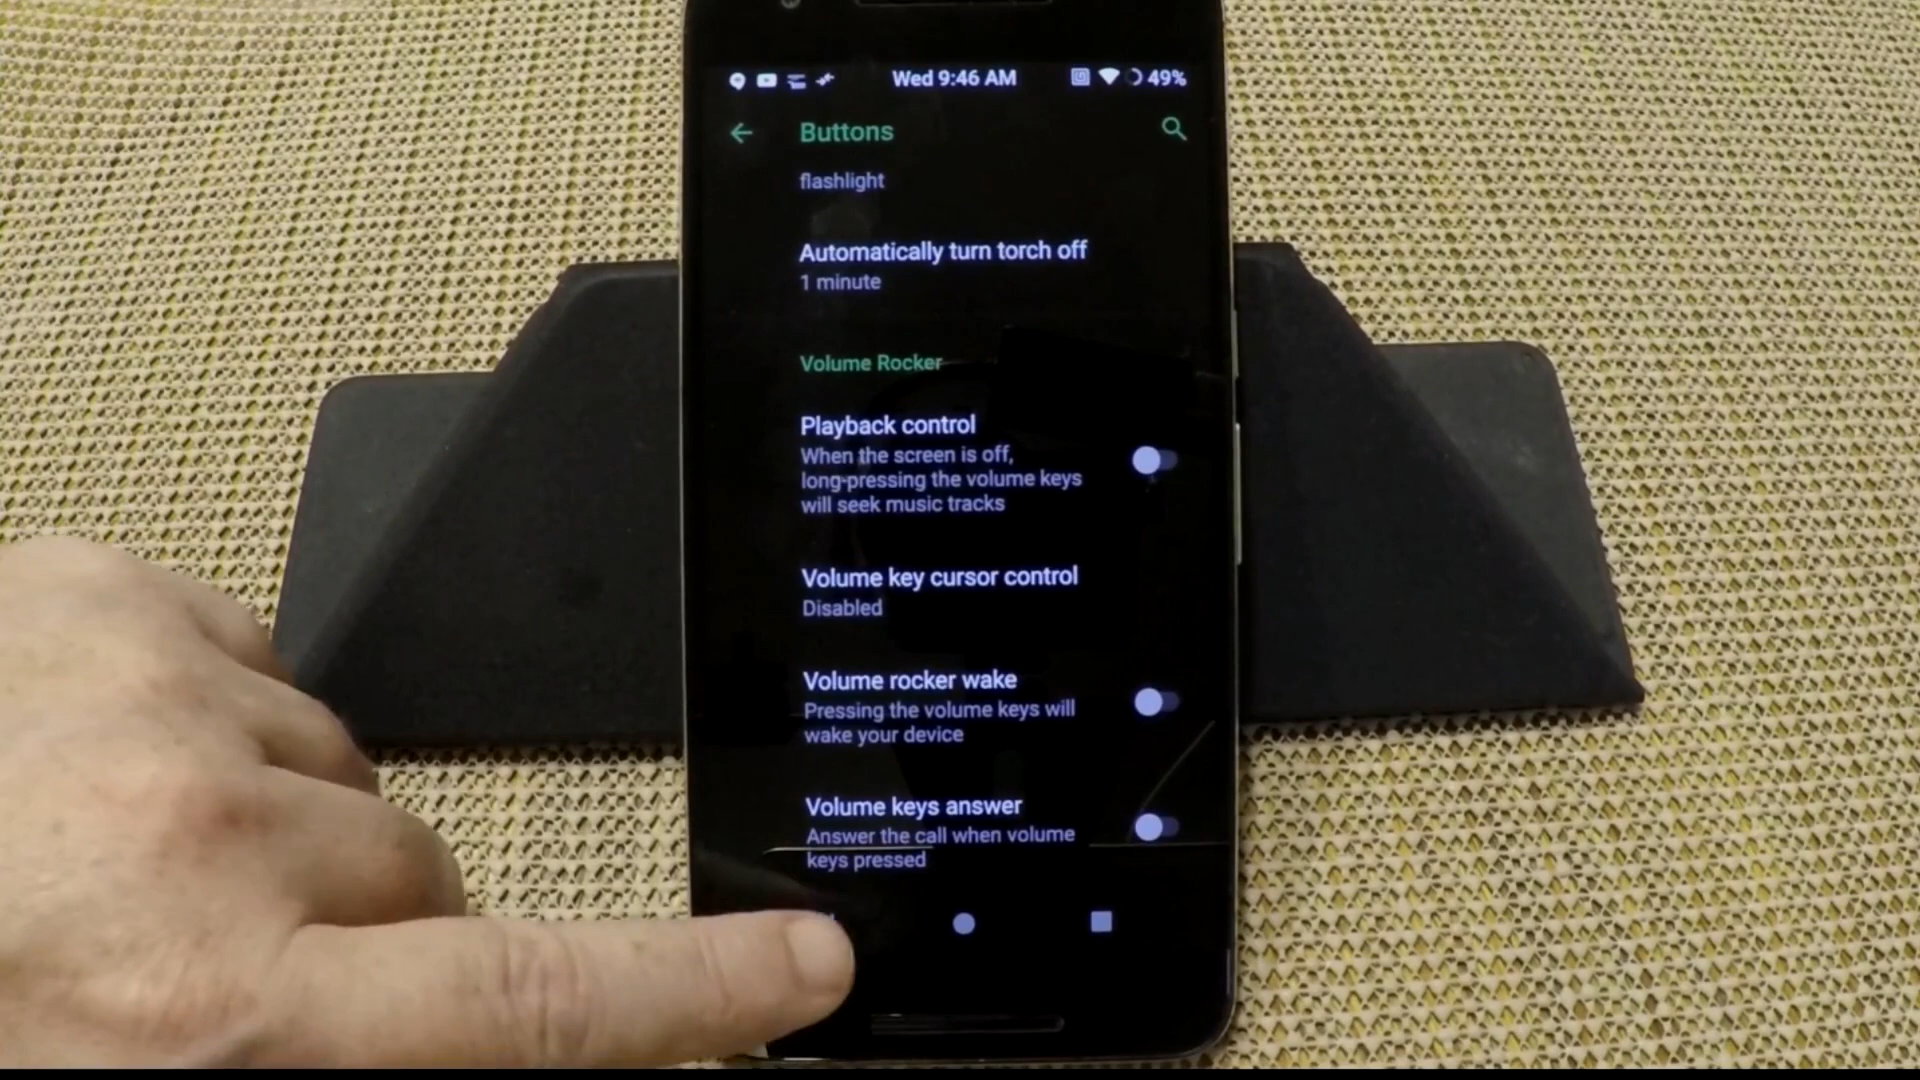 Wed 9:46 AM
49%
Buttons
flashlight
Automatically turn torch off
1 minute
Volume Rocker
Playback control
When the screen is off,
long-pressing the volume keys
will seek music tracks
Volume key cursor control
Disabled
Volume rocker wake
Pressing the volume keys will
wake your device
Volume keys answer
Answer the call when volume
keys pressed